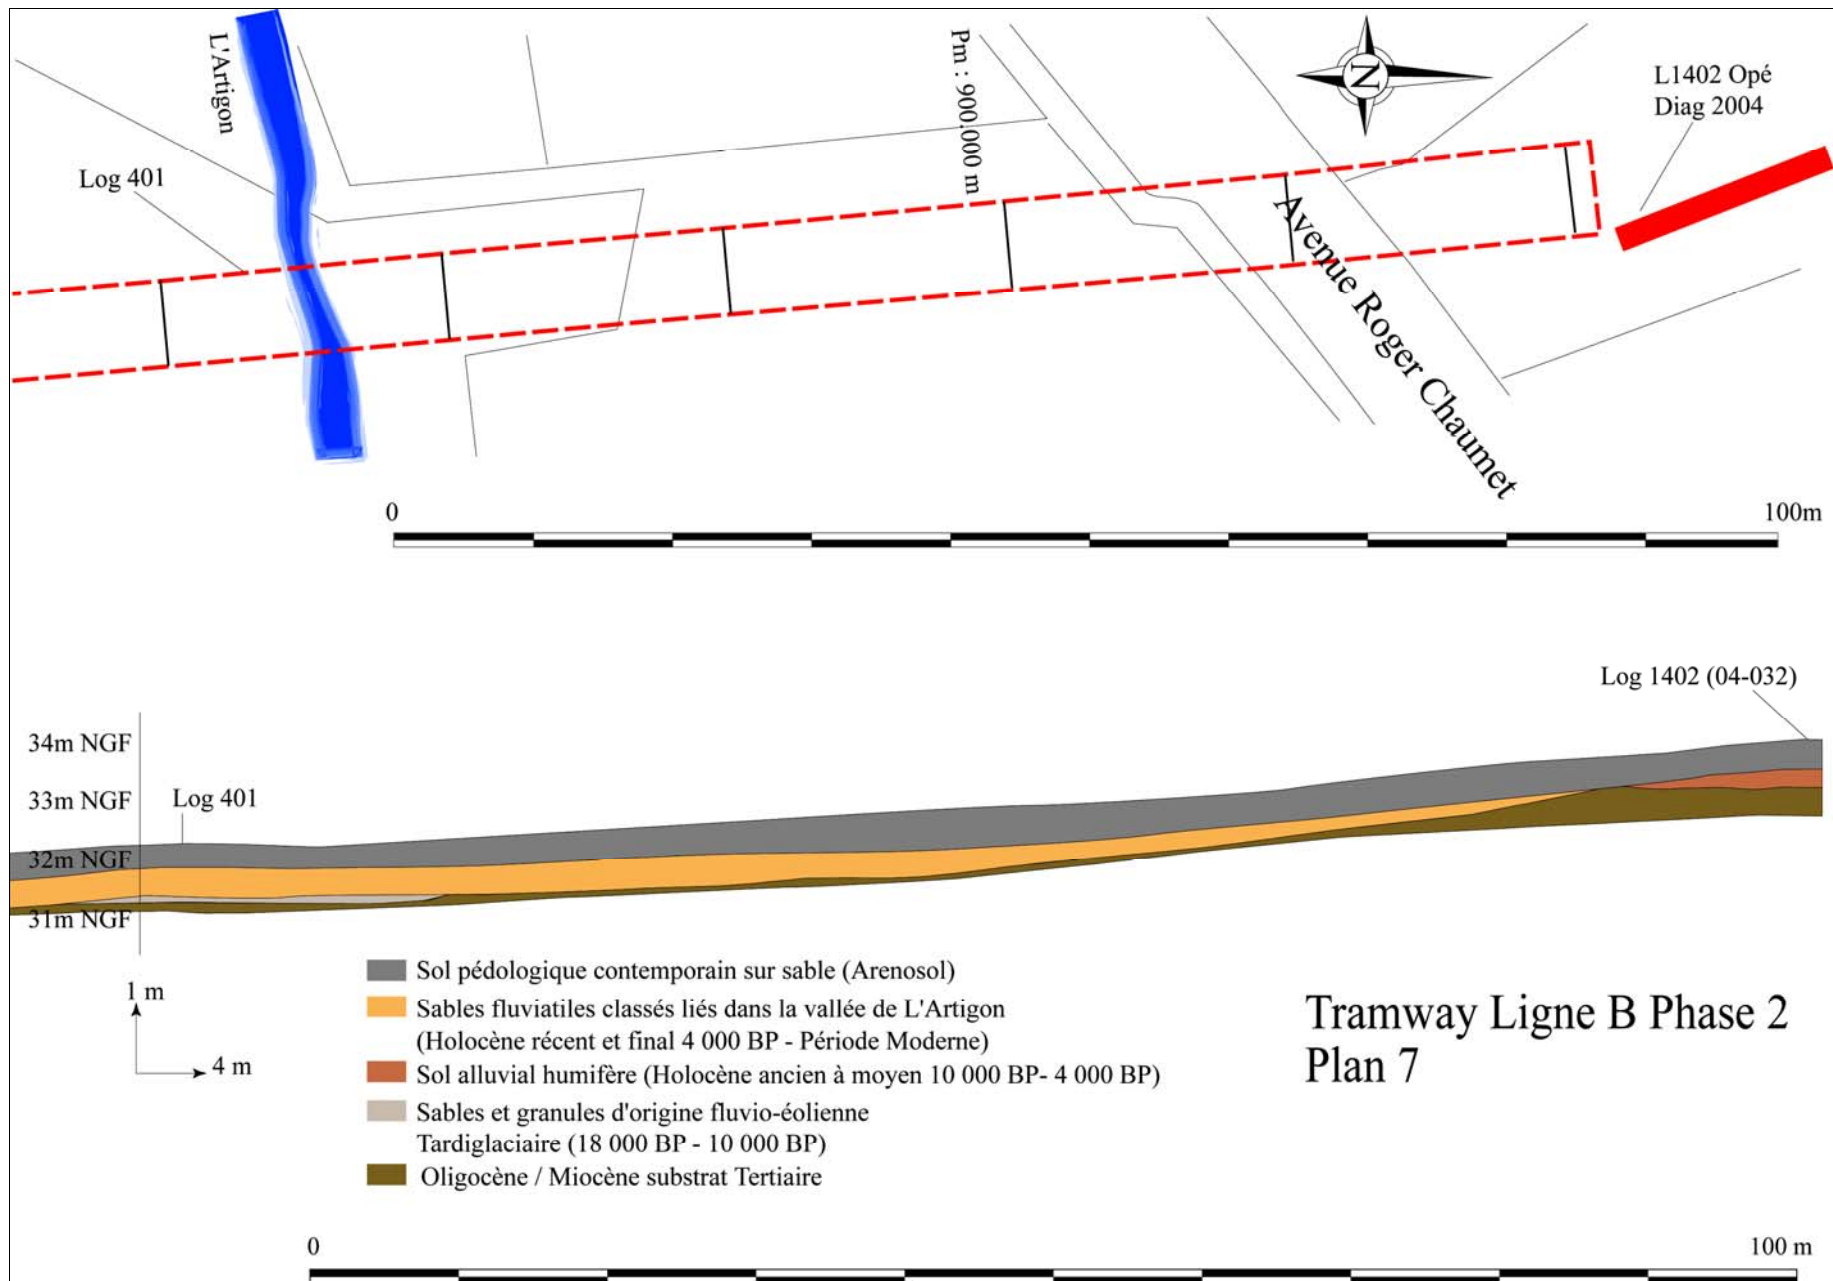 L'Artigon
Pm : 900.000 m
N
L1402 Opé
Diag 2004
Log 401
Avenue Roger Chaumet
0
100m
Log 1402 (04-032)
34m NGF
33m NGF
Log 401
32m NGF
31m NGF
1 m
4 m
Sol pédologique contemporain sur sable (Arenosol)
Sables fluviatiles classés liés dans la vallée de L'Artigon
(Holocène récent et final 4 000 BP - Période Moderne)
Sol alluvial humifère (Holocène ancien à moyen 10 000 BP- 4 000 BP)
Sables et granules d'origine fluvio-éolienne
Tardiglaciaire (18 000 BP - 10 000 BP)
Oligocène / Miocène substrat Tertiaire
Tramway Ligne B Phase 2
Plan 7
0
100 m